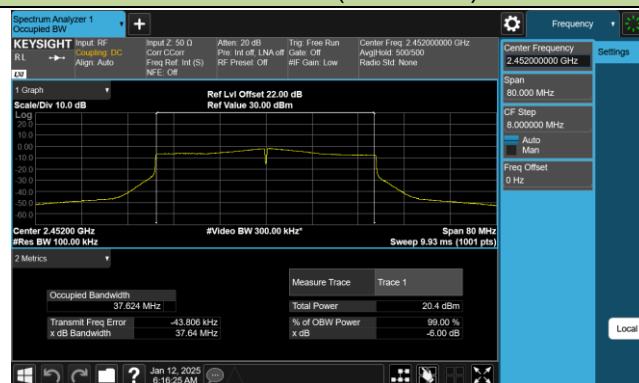 Spectrum Analyzer 1
Occupied BW
Frequency
KEYSIGHT
RL
LXI
Input: RF
Coupling: DC
Align: Auto
Input Z: 50 Ω
Corr CCorr
Freq Ref: Int (S)
NFE: Off
Atten: 20 dB
Pre: Int off, LNA off
RF Preset: Off
Trig: Free Run
Gate: Off
#IF Gain: Low
Center Freq: 2.452000000 GHz
Avg|Hold: 500/500
Radio Std: None
Center Frequency
2.452000000 GHz
Settings
Span
80.000 MHz
CF Step
8.000000 MHz
Auto
Man
Freq Offset
0 Hz
Local
1 Graph
Scale/Div 10.0 dB
Ref Lvl Offset 22.00 dB
Ref Value 30.00 dBm
Log
20.0
10.0
0.00
-10.0
-20.0
-30.0
-40.0
-50.0
-60.0
Center 2.45200 GHz
#Res BW 100.00 kHz
#Video BW 300.00 kHz*
Span 80 MHz
Sweep 9.93 ms (1001 pts)
2 Metrics
Measure Trace Trace 1
Occupied Bandwidth
37.624 MHz
Total Power 20.4 dBm
Transmit Freq Error -43.806 kHz
% of OBW Power 99.00 %
x dB Bandwidth 37.64 MHz
x dB -6.00 dB
Jan 12, 2025
6:16:25 AM